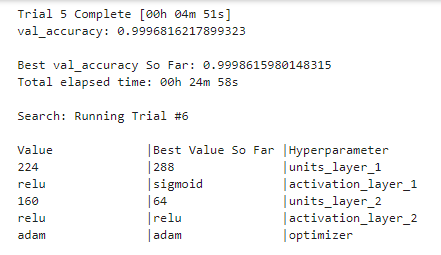 Trial 5 Complete [00h 04m 51s]
val_accuracy: 0.9996816217899323
Best val_accuracy So Far: 0.9998615980148315
Total elapsed time: 00h 24m 58s
Search: Running Trial #6
Value |Best Value So Far |Hyperparameter
224 |288 |units_layer_1
relu |sigmoid |activation_layer_1
160 |64 |units_layer_2
relu |relu |activation_layer_2
adam |adam |optimizer